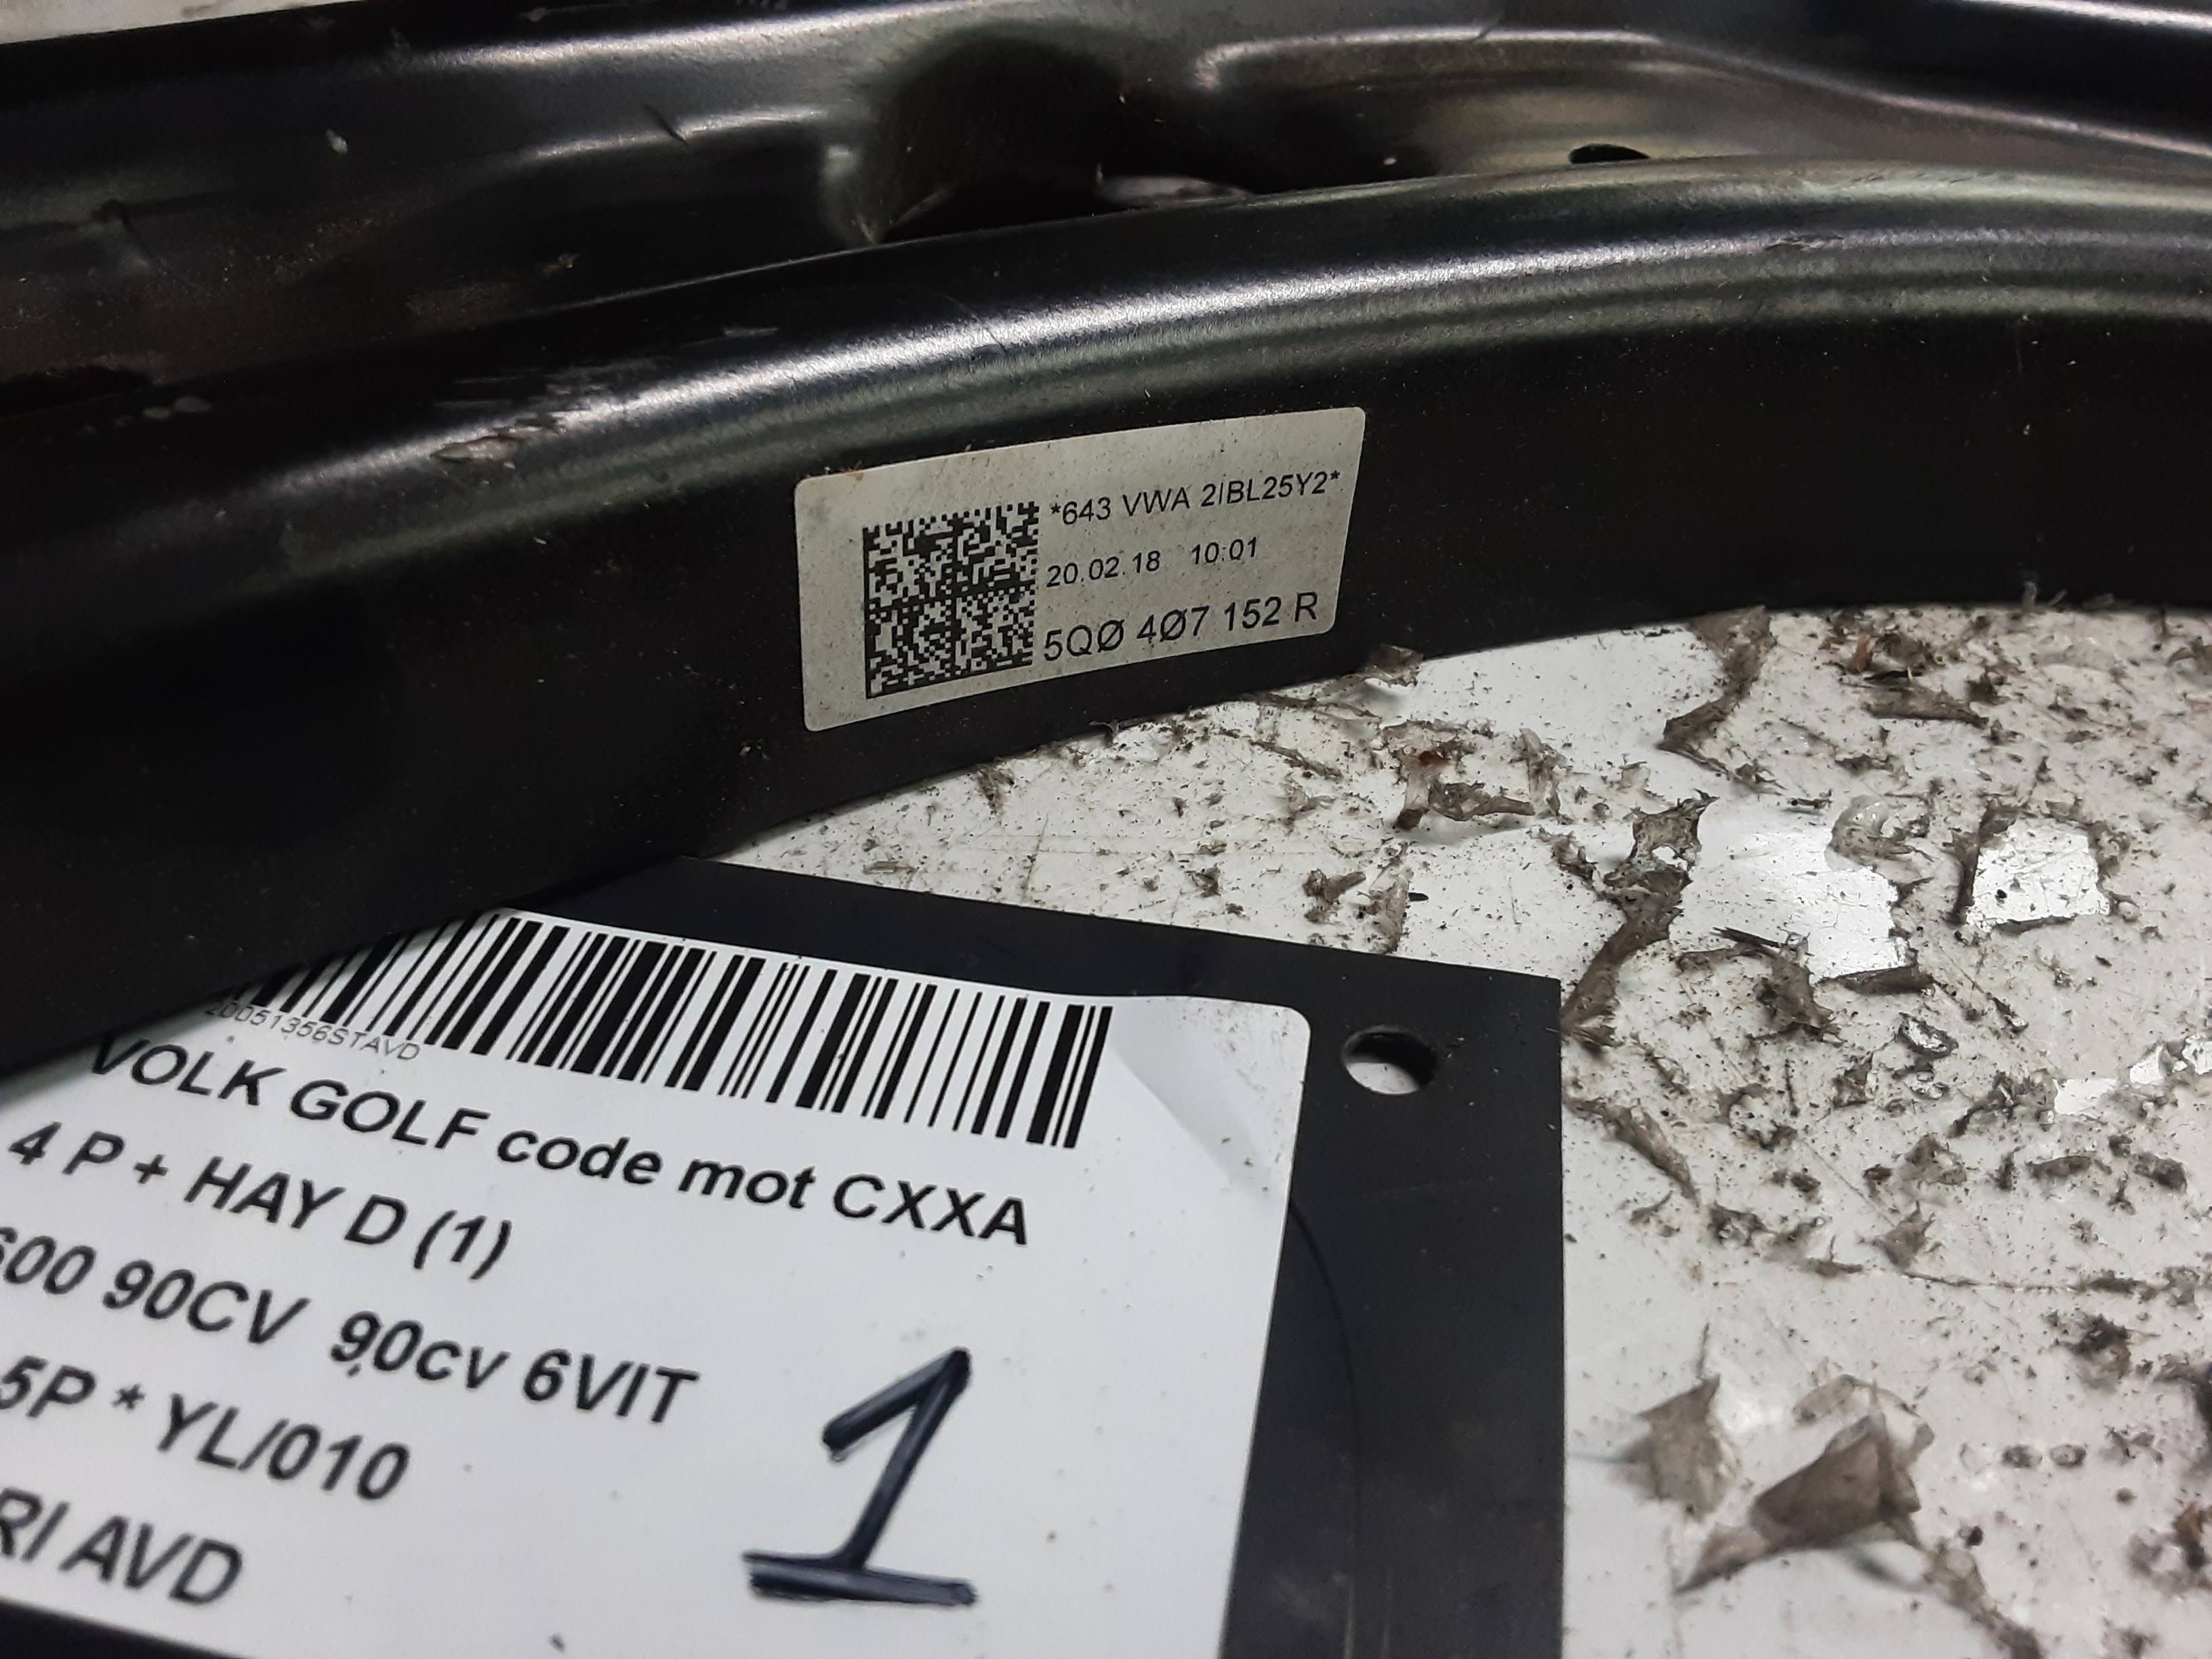 *643 VWA 2IBL25Y2*
20.02.18 10:01
5QØ 4Ø7 152 R
20051356STAVD
VOLK GOLF code mot CXXA
4 P + HAY D (1)
600 90CV 90cv 6VIT
5P * YL/010
RI AVD
1